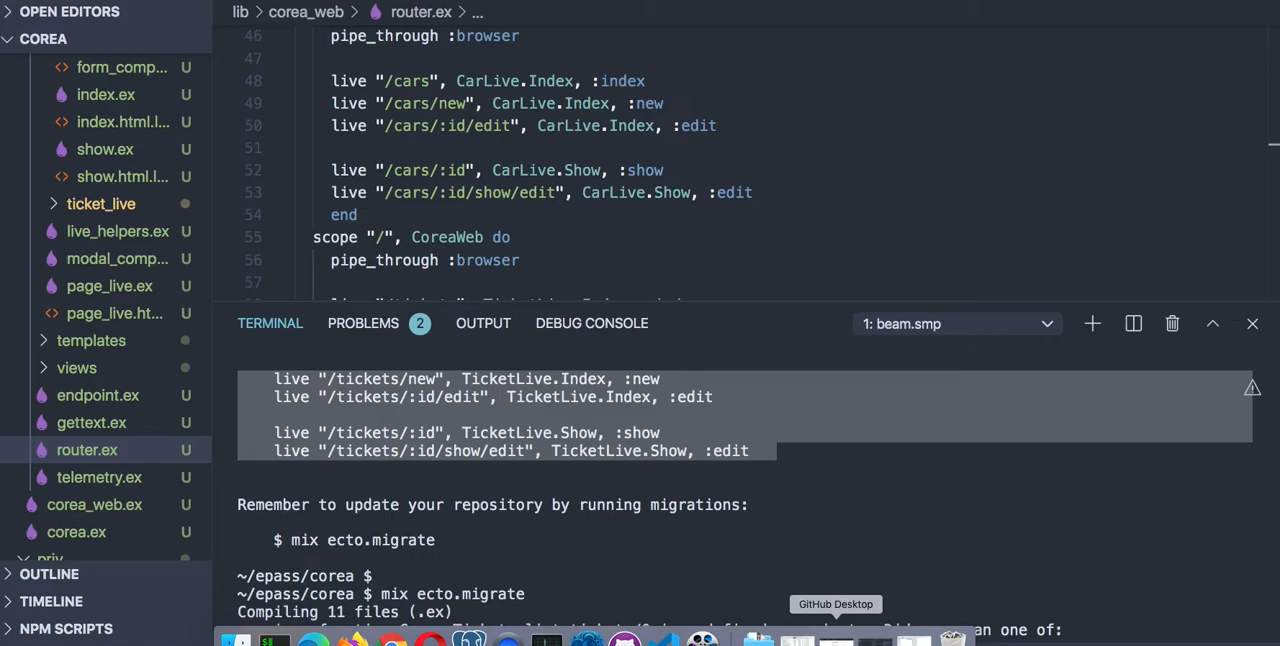 OPEN EDITORS
COREA
form_comp... U
index.ex U
index.html.l... U
show.ex U
show.html.l... U
ticket_live
live_helpers.ex U
modal_comp... U
page_live.ex U
page_live.ht... U
templates
views
endpoint.ex U
gettext.ex U
router.ex U
telemetry.ex U
corea_web.ex U
corea.ex U
priv
OUTLINE
TIMELINE
NPM SCRIPTS
lib > corea_web > router.ex > ...
46 pipe_through :browser
47
48 live "/cars", CarLive.Index, :index
49 live "/cars/new", CarLive.Index, :new
50 live "/cars/:id/edit", CarLive.Index, :edit
51
52 live "/cars/:id", CarLive.Show, :show
53 live "/cars/:id/show/edit", CarLive.Show, :edit
54 end
55 scope "/", CoreaWeb do
56 pipe_through :browser
57
TERMINAL PROBLEMS 2 OUTPUT DEBUG CONSOLE 1: beam.smp
live "/tickets/new", TicketLive.Index, :new
live "/tickets/:id/edit", TicketLive.Index, :edit
live "/tickets/:id", TicketLive.Show, :show
live "/tickets/:id/show/edit", TicketLive.Show, :edit
Remember to update your repository by running migrations:
$ mix ecto.migrate
~/epass/corea $
~/epass/corea $ mix ecto.migrate
Compiling 11 files (.ex)
GitHub Desktop
an one of: